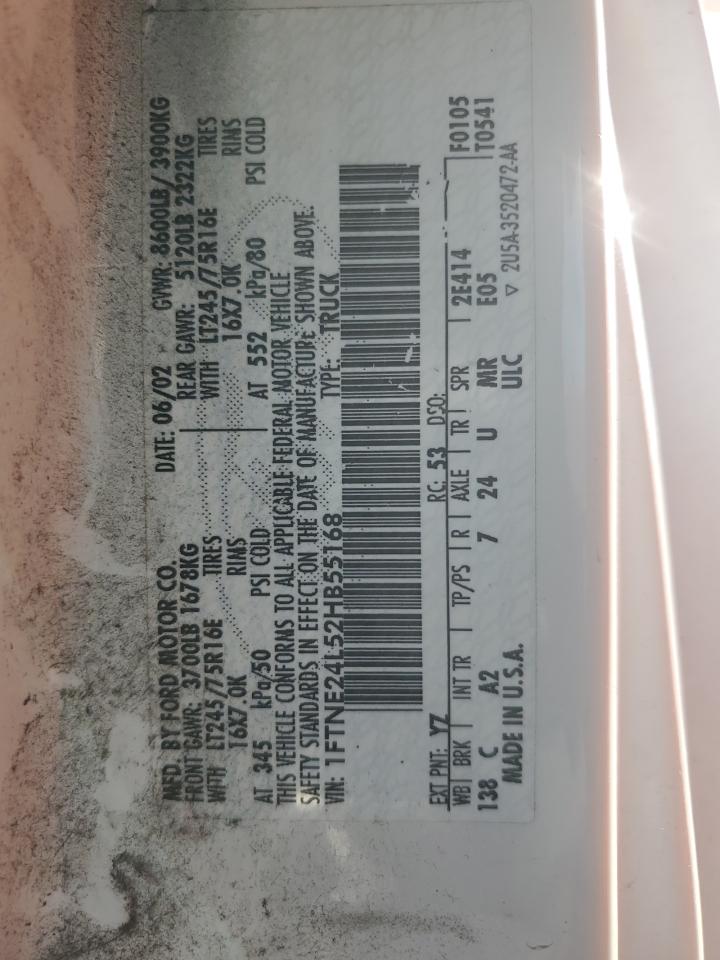 MFD. BY FORD MOTOR CO.
DATE: 06/02 GVWR: 8600LB/ 3900KG
FRONT GAWR: 3700LB 1678KG REAR GAWR: 5120LB 2322KG
WITH LT245/75R16E TIRES WITH LT245/75R16E TIRES
16X7.0K RIMS 16X7.0K RIMS
AT 345 kPa/50 PSI COLD AT 552 kPa/80 PSI COLD
THIS VEHICLE CONFORMS TO ALL APPLICABLE FEDERAL MOTOR VEHICLE
SAFETY STANDARDS IN EFFECT ON THE DATE OF MANUFACTURE SHOWN ABOVE.
VIN: 1FTNE24L52HB55168 TYPE: TRUCK
EXT PNT: YZ RC: 53 DSO:
WB BRK INT TR TP/PS R AXLE TR SPR 2E414 F0105
138 C A2 7 24 U MR E05 T0541
MADE IN U.S.A. ULC ▽ 2U5A-3520472-AA